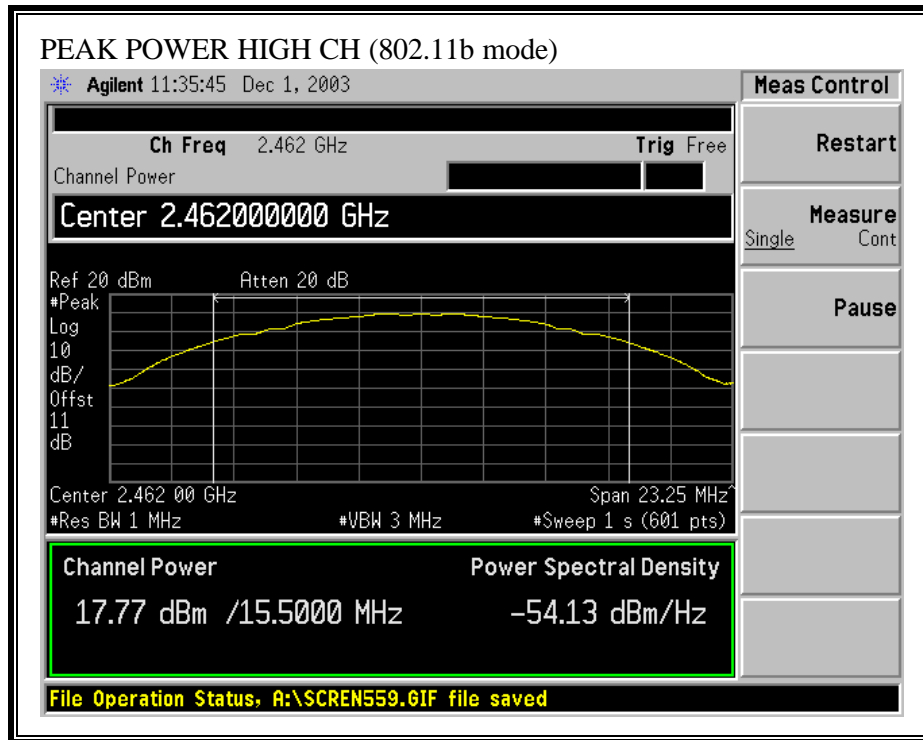 PEAK POWER HIGH CH (802.11b mode)
Agilent 11:35:45 Dec 1, 2003
Meas Control
Ch Freq 2.462 GHz Trig Free
Channel Power
Restart
Center 2.462000000 GHz
Measure
Single Cont
Ref 20 dBm Atten 20 dB
#Peak
Log
10
dB/
Offst
11
dB
Pause
Center 2.462 00 GHz Span 23.25 MHz^
#Res BW 1 MHz #VBW 3 MHz #Sweep 1 s (601 pts)
Channel Power Power Spectral Density
17.77 dBm /15.5000 MHz -54.13 dBm/Hz
File Operation Status, A:\SCREN559.GIF file saved